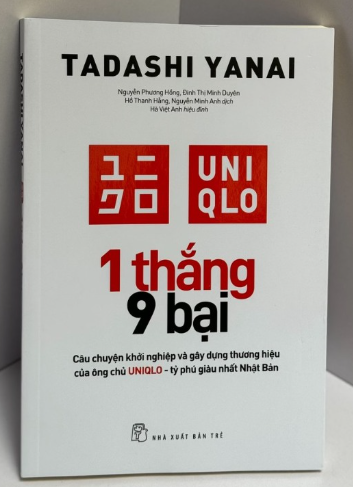 TADASHI YANAI
Nguyễn Phương Hồng, Đinh Thị Minh Duyên
Hồ Thanh Hằng, Nguyễn Minh Anh dịch
Hà Việt Anh hiệu đính
ユニ UNI
クロ QLO
1 thắng
9 bại
Câu chuyện khởi nghiệp và gây dựng thương hiệu
của ông chủ UNIQLO - tỷ phú giàu nhất Nhật Bản
NHÀ XUẤT BẢN TRẺ